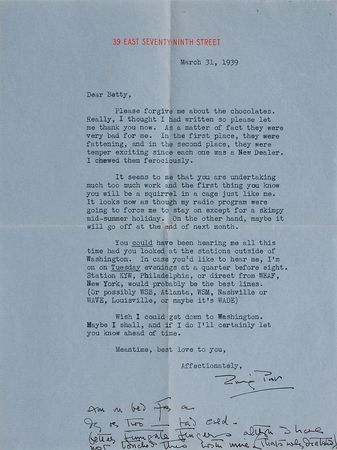 39 EAST SEVENTY-NINTH STREET
March 31, 1939
Dear Betty,
Please forgive me about the chocolates.
Really, I thought I had written so please let
me thank you now. As a matter of fact they were
very bad for me. In the first place, they were
fattening, and in the second place, they were
temper exciting since each one was a New Dealer.
I chewed them ferociously.
It seems to me that you are undertaking
much too much work and the first thing you know
you will be a squirrel in a cage just like me.
It looks now as though my radio program were
going to force me to stay on except for a skimpy
mid-summer holiday. On the other hand, maybe it
will go off at the end of next month.
You could have been hearing me all this
time had you looked at the stations outside of
Washington. In case you'd like to hear me, I'm
on on Tuesday evenings at a quarter before eight.
Station KYW, Philadelphia, or direct from WEAF,
New York, would probably be the best lines.
(Or possibly WSB, Atlanta, WSM, Nashville or
WAVE, Louisville, or maybe it's WADE)
Wish I could get down to Washington.
Maybe I shall, and if I do I'll certainly let
you know ahead of time.
Meantime, best love to you,
Affectionately,
am in bed for a
day or two — bad cold.